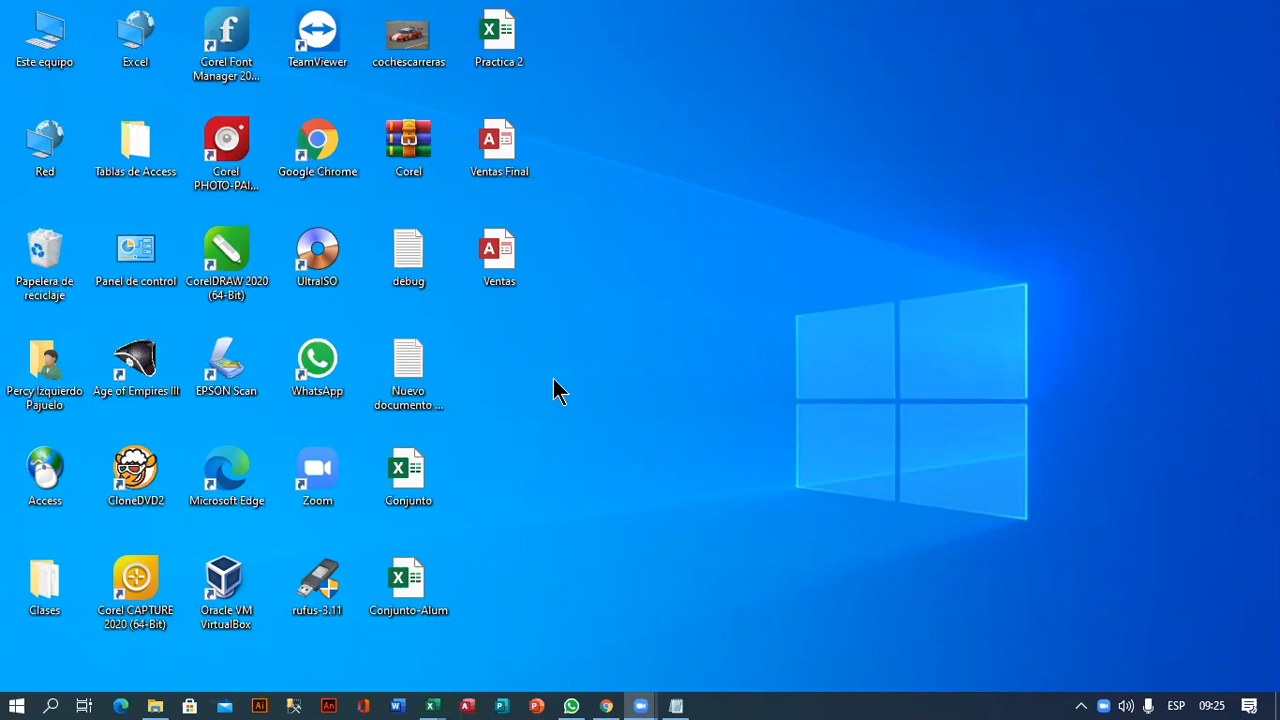 Este equipo
Excel
Corel Font
Manager 20...
TeamViewer
cochescarreras
Practica 2
Red
Tablas de Access
Corel
PHOTO-PAI...
Google Chrome
Corel
Ventas Final
Papelera de
reciclaje
Panel de control
CorelDRAW 2020
(64-Bit)
UltraISO
debug
Ventas
Percy Izquierdo
Pajuelo
Age of Empires III
EPSON Scan
WhatsApp
Nuevo
documento ...
Access
CloneDVD2
Microsoft Edge
Zoom
Conjunto
Clases
Corel CAPTURE
2020 (64-Bit)
Oracle VM
VirtualBox
rufus-3.11
Conjunto-Alum
ESP
09:25